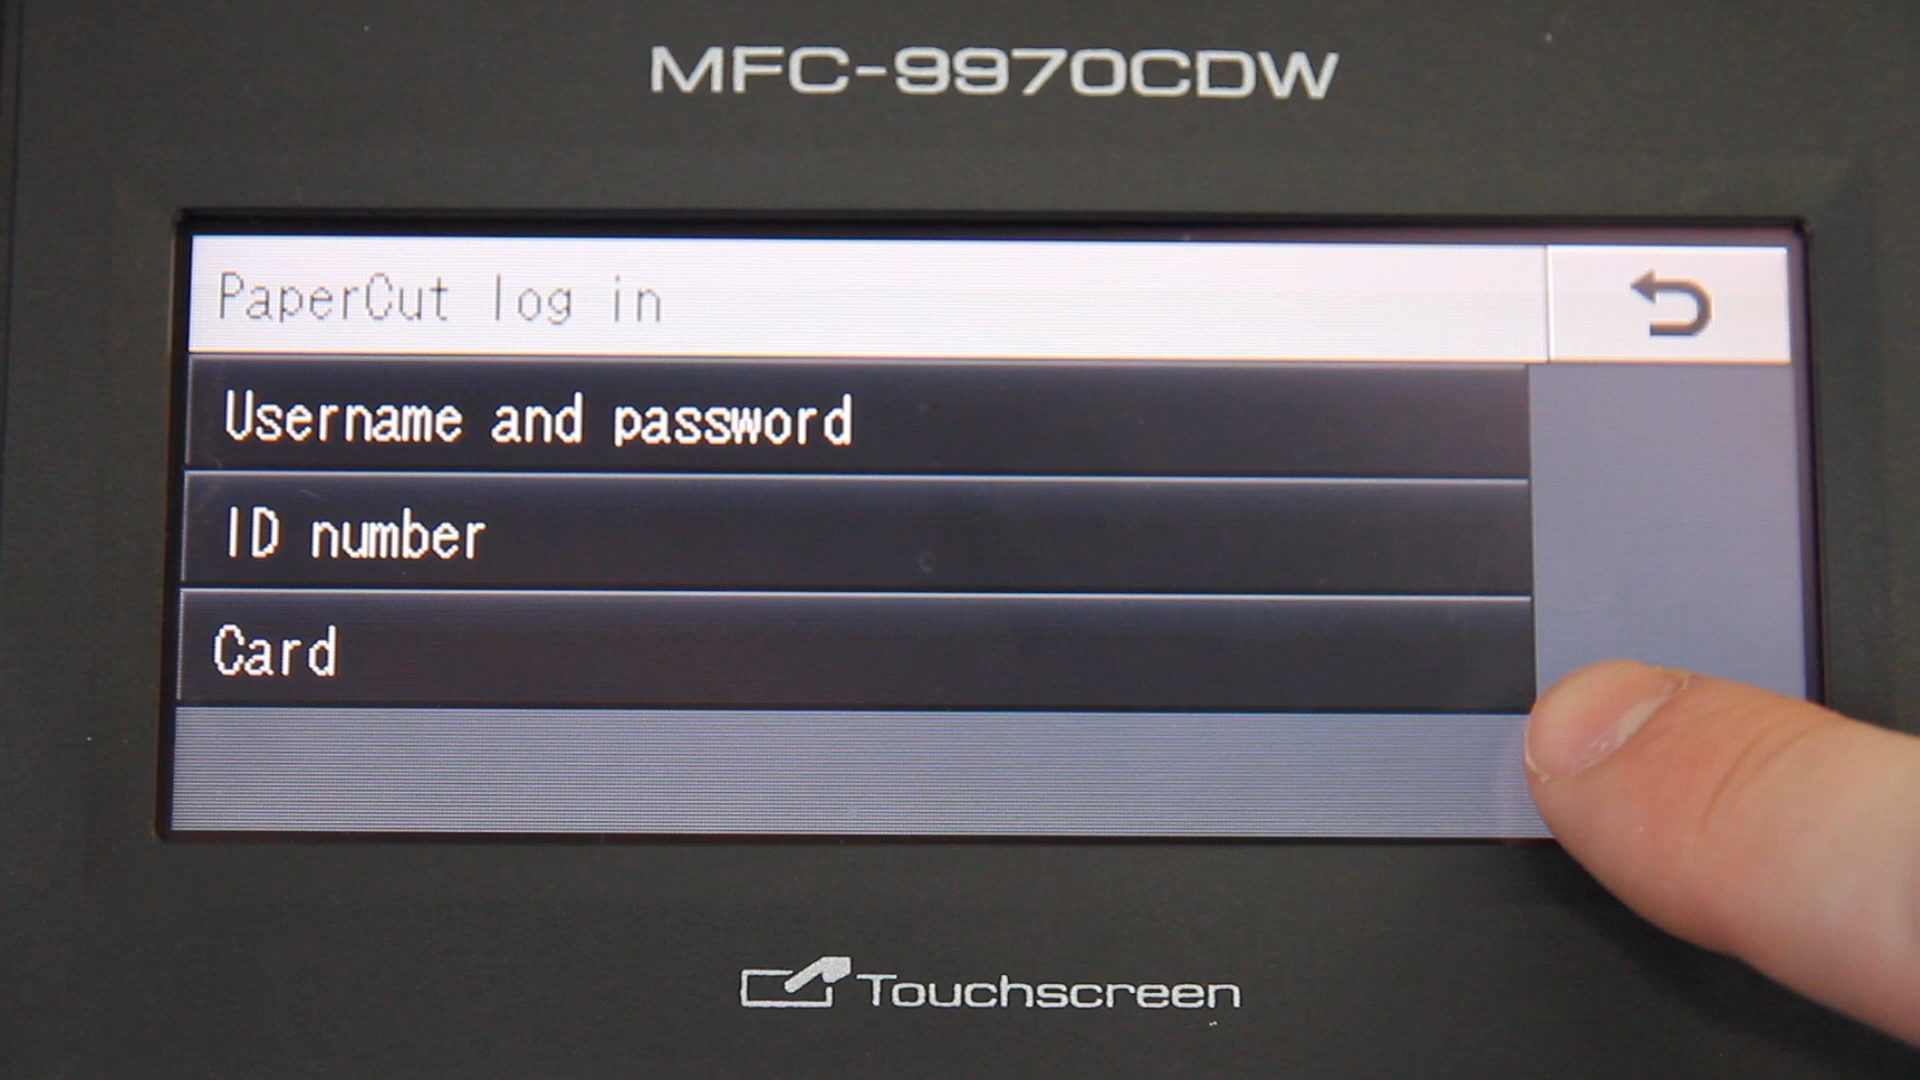 MFC-9970CDW
PaperCut log in
Username and password
ID number
Card
Touchscreen